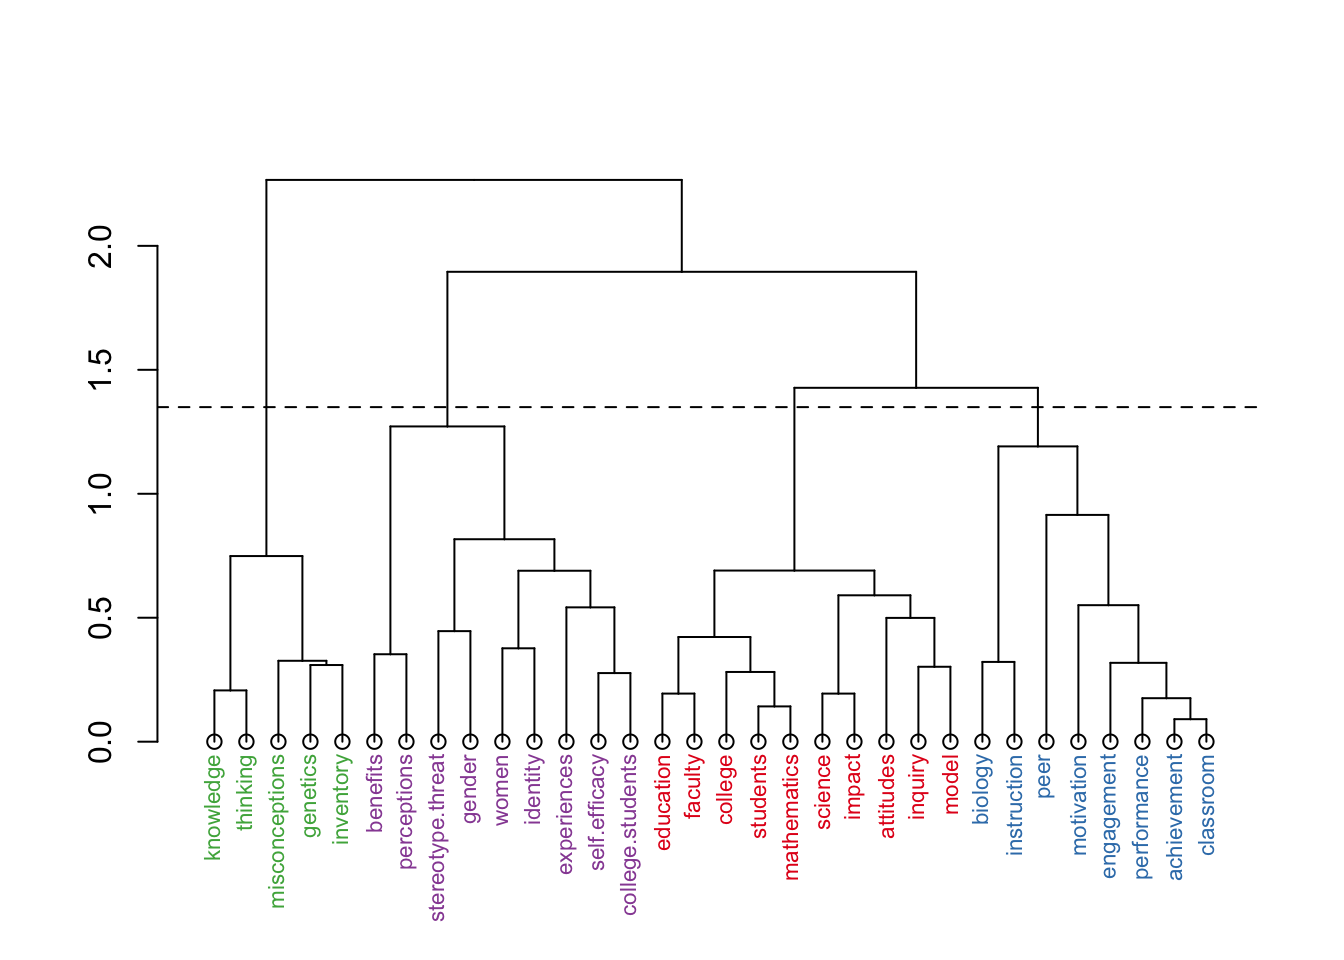 2.0
1.5
1.0
0.5
0.0
knowledge
thinking
misconceptions
genetics
inventory
benefits
perceptions
stereotype.threat
gender
women
identity
experiences
self.efficacy
college.students
education
faculty
college
students
mathematics
science
impact
attitudes
inquiry
model
biology
instruction
peer
motivation
engagement
performance
achievement
classroom